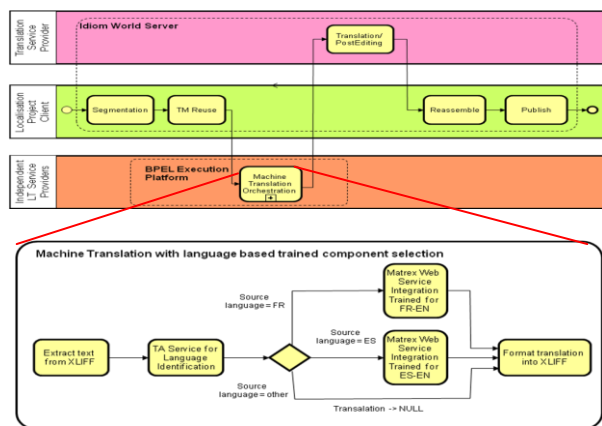 Translation
Service
Provider
Idiom World Server
Translation/
PostEditing
Localisation
Project
Client
Segmentation
TM Reuse
Reassemble
Publish
Independent
LT Service
Providers
BPEL Execution
Platform
Machine
Translation
Orchestration
+
Machine Translation with language based trained component selection
Extract text
from XLIFF
TA Service for
Language
Identification
Source
language = FR
Source
language = ES
Source
language = other
Matrex Web
Service
Integration
Trained for
FR-EN
Matrex Web
Service
Integration
Trained for
ES-EN
Transalation -> NULL
Format translation
into XLIFF